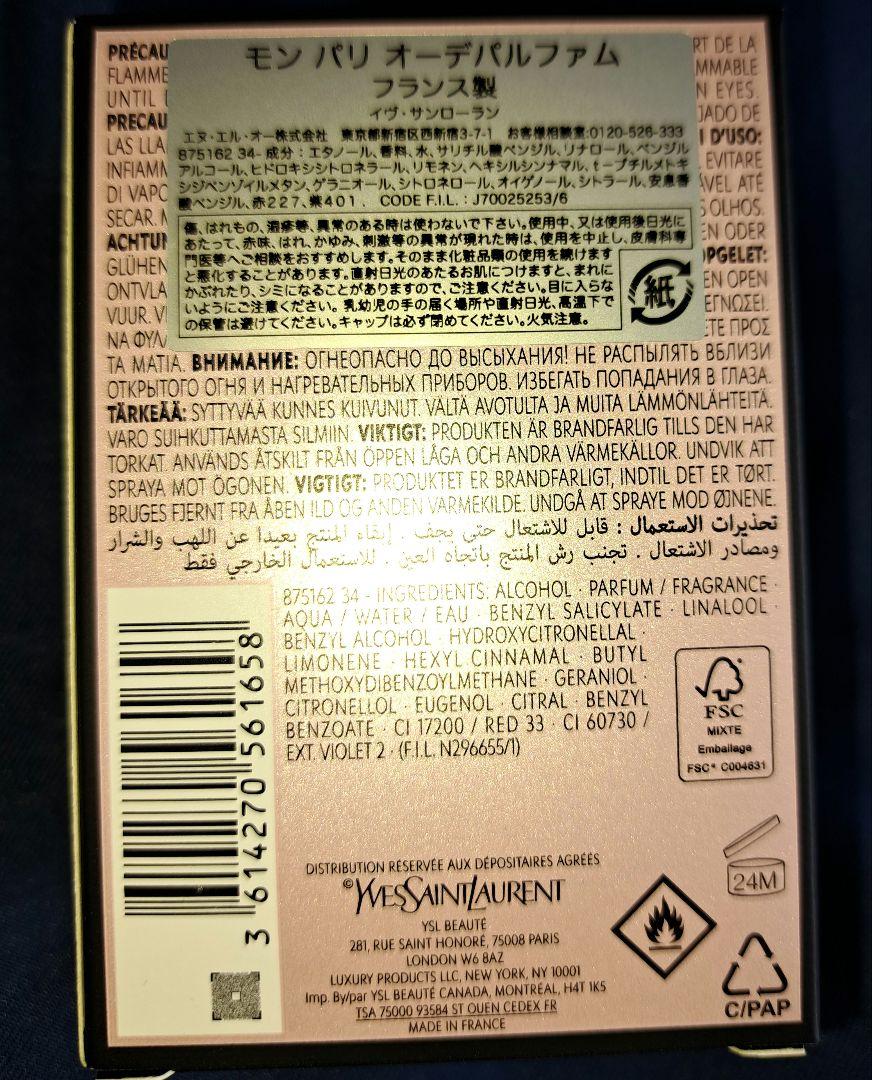 モン パリ オーデパルファム
フランス製
イヴ・サンローラン
エヌ・エル・オー株式会社 東京都新宿区西新宿3-7-1 お客様相談室:0120-526-333
875162 34- 成分：エタノール、香料、水、サリチル酸ベンジル、リナロール、ベンジル
アルコール、ヒドロキシシトロネラール、リモネン、ヘキシルシンナマル、t－ブチルメトキ
シジベンゾイルメタン、ゲラニオール、シトロネロール、オイゲノール、シトラール、安息香
酸ベンジル、赤227、紫401 、 CODE F.I.L. : J70025253/6
傷、はれもの、湿疹等、異常のある時は使わないで下さい。使用中、又は使用後日光に
あたって、赤味、はれ、かゆみ、刺激等の異常が現れた時は、使用を中止し、皮膚科専
門医等へご相談をおすすめします。そのまま化粧品類の使用を続けます
と悪化することがあります。直射日光のあたるお肌につけますと、まれに
かぶれたり、シミになることがありますので、ご注意ください。目に入らな
いようにご注意ください。 乳幼児の手の届く場所や直射日光、高温下で
の保管は避けてください。キャップは必ず閉めてください。火気注意。
紙
PRÉCAU RT DE LA
FLAMME MMABLE
UNTIL EN EYES.
PRECAU JADO DE
LAS LLA I D'USO:
INFIAMM EVITARE
DI VAPO ÁVEL ATÉ
SECAR. S OLHOS.
ACHTUN EN ODER
GLÜHEN OPGELET:
ONTVLA EN OPEN
VUUR. ΕΓΝΩΣΕΙ.
ΝΑ ΦΥΛ ΤΕ ΠΡΟΣ
ΤΑ ΜΑΤΙΑ. ВНИМАНИЕ: ОГНЕОПАСНО ДО ВЫСЫХАНИЯ! НЕ РАСПЫЛЯТЬ ВБЛИЗИ
ОТКРЫТОГО ОГНЯ И НАГРЕВАТЕЛЬНЫХ ПРИБОРОВ. ИЗБЕГАТЬ ПОПАДАНИЯ В ГЛАЗА.
TÄRKEÄÄ: SYTTYVÄÄ KUNNES KUIVUNUT. VÄLTÄ AVOTULTA JA MUITA LÄMMÖNLÄHTEITÄ.
VARO SUIHKUTTAMASTA SILMIIN. VIKTIGT: PRODUKTEN ÄR BRANDFARLIG TILLS DEN HAR
TORKAT. ANVÄNDS ÅTSKILT FRÅN ÖPPEN LÅGA OCH ANDRA VÄRMEKÄLLOR. UNDVIK ATT
SPRAYA MOT ÖGONEN. VIGTIGT: PRODUKTET ER BRANDFARLIGT, INDTIL DET ER TØRT.
BRUGES FJERNT FRA ÅBEN ILD OG ANDEN VARMEKILDE. UNDGÅ AT SPRAYE MOD ØJNENE.
تحذيرات الاستعمال : قابل للاشتعال حتى يجف . إبقاء المنتج بعيدا عن اللهب والشرار
ومصادر الاشتعال . تجنب رش المنتج باتجاه العين . للاستعمال الخارجي فقط
875162 34 - INGREDIENTS: ALCOHOL · PARFUM / FRAGRANCE ·
AQUA / WATER / EAU · BENZYL SALICYLATE · LINALOOL ·
BENZYL ALCOHOL · HYDROXYCITRONELLAL ·
LIMONENE · HEXYL CINNAMAL · BUTYL
METHOXYDIBENZOYLMETHANE · GERANIOL ·
CITRONELLOL · EUGENOL · CITRAL · BENZYL
BENZOATE · CI 17200 / RED 33 · CI 60730 /
EXT. VIOLET 2 · (F.I.L. N296655/1)
3 614270 561658
FSC
MIXTE
Emballage
FSC® C004631
24M
DISTRIBUTION RÉSERVÉE AUX DÉPOSITAIRES AGRÉÉS
©YVESSAINTLAURENT
YSL BEAUTÉ
281, RUE SAINT HONORÉ, 75008 PARIS
LONDON W6 8AZ
LUXURY PRODUCTS LLC, NEW YORK, NY 10001
Imp. By/par YSL BEAUTÉ CANADA, MONTRÉAL, H4T 1K5
TSA 75000 93584 ST OUEN CEDEX FR
MADE IN FRANCE
C/PAP